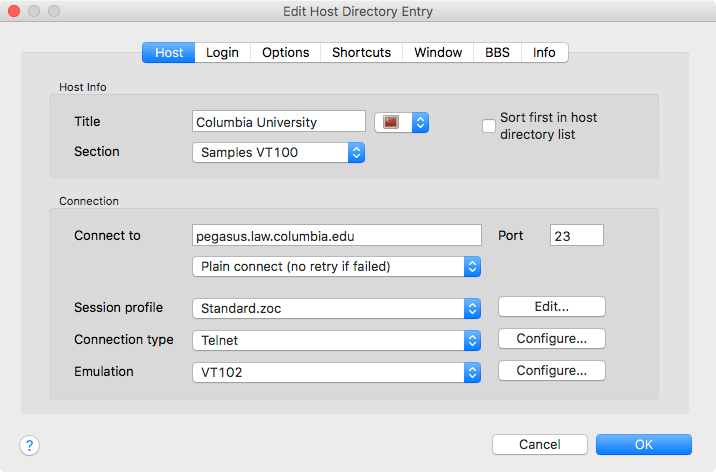 Edit Host Directory Entry
Host Login Options Shortcuts Window BBS Info
Host Info
Title Columbia University
Sort first in host
directory list
Section Samples VT100
Connection
Connect to pegasus.law.columbia.edu Port 23
Plain connect (no retry if failed)
Session profile Standard.zoc Edit...
Connection type Telnet Configure...
Emulation VT102 Configure...
? Cancel OK